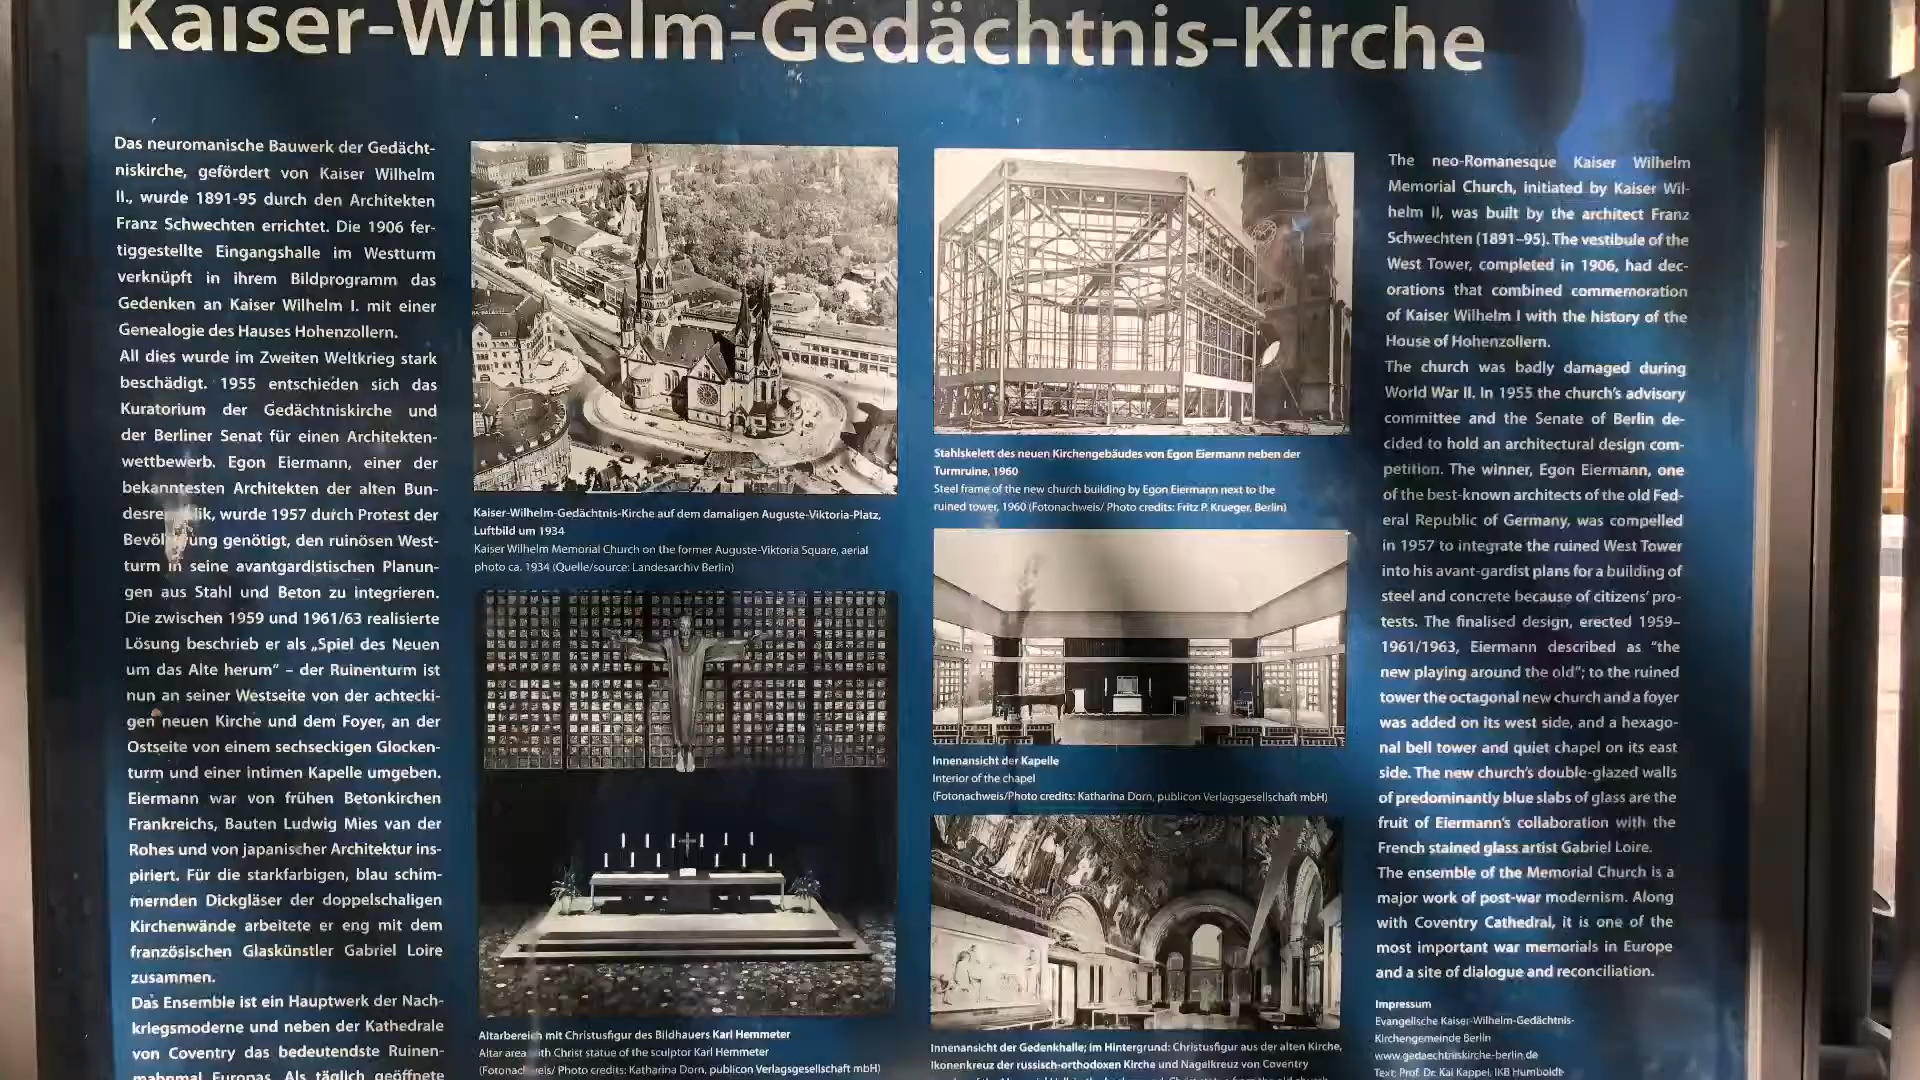 Kaiser-Wilhelm-Gedächtnis-Kirche
Das neuromanische Bauwerk der Gedächt-
niskirche, gefördert von Kaiser Wilhelm
II., wurde 1891-95 durch den Architekten
Franz Schwechten errichtet. Die 1906 fer-
tiggestellte Eingangshalle im Westturm
verknüpft in ihrem Bildprogramm das
Gedenken an Kaiser Wilhelm I. mit einer
Genealogie des Hauses Hohenzollern.
All dies wurde im Zweiten Weltkrieg stark
beschädigt. 1955 entschieden sich das
Kuratorium der Gedächtniskirche und
der Berliner Senat für einen Architekten-
wettbewerb. Egon Eiermann, einer der
bekanntesten Architekten der alten Bun-
wurde 1957 durch Protest der
genötigt, den ruinösen West-
turm in seine avantgardistischen Planun-
gen aus Stahl und Beton zu integrieren.
Die zwischen 1959 und 1961/63 realisierte
Lösung beschrieb er als „Spiel des Neuen
um das Alte herum“ – der Ruinenturm ist
nun an seiner Westseite von der achtecki-
gen neuen Kirche und dem Foyer, an der
Ostseite von einem sechseckigen Glocken-
turm und einer intimen Kapelle umgeben.
Eiermann war von frühen Betonkirchen
Frankreichs, Bauten Ludwig Mies van der
Rohes und von japanischer Architektur ins-
piriert. Für die starkfarbigen, blau schim-
mernden Dickgläser der doppelschaligen
Kirchenwände arbeitete er eng mit dem
französischen Glaskünstler Gabriel Loire
zusammen.
Das Ensemble ist ein Hauptwerk der Nach-
kriegsmoderne und neben der Kathedrale
von Coventry das bedeutendste Ruinen-
mahnmal Europas. Als täglich geöffnete
Kaiser-Wilhelm-Gedächtnis-Kirche auf dem damaligen Auguste-Viktoria-Platz,
Luftbild um 1934
Kaiser Wilhelm Memorial Church on the former Auguste-Viktoria Square, aerial
photo ca. 1934 (Quelle/source: Landesarchiv Berlin)
Altarbereich mit Christusfigur des Bildhauers Karl Hemmeter
Altar area with Christ statue of the sculptor Karl Hemmeter
(Fotonachweis/ Photo credits: Katharina Dorn, publicon Verlagsgesellschaft mbH)
Stahlskelett des neuen Kirchengebäudes von Egon Eiermann neben der
Turmruine, 1960
Steel frame of the new church building by Egon Eiermann next to the
ruined tower, 1960 (Fotonachweis/ Photo credits: Fritz P. Krueger, Berlin)
Innenansicht der Kapelle
Interior of the chapel
(Fotonachweis/Photo credits: Katharina Dorn, publicon Verlagsgesellschaft mbH)
Innenansicht der Gedenkhalle; im Hintergrund: Christusfigur aus der alten Kirche,
Ikonenkreuz der russisch-orthodoxen Kirche und Nagelkreuz von Coventry
The neo-Romanesque Kaiser Wilhelm
Memorial Church, initiated by Kaiser Wil-
helm II, was built by the architect Franz
Schwechten (1891–95). The vestibule of the
West Tower, completed in 1906, had dec-
orations that combined commemoration
of Kaiser Wilhelm I with the history of the
House of Hohenzollern.
The church was badly damaged during
World War II. In 1955 the church's advisory
committee and the Senate of Berlin de-
cided to hold an architectural design com-
petition. The winner, Egon Eiermann, one
of the best-known architects of the old Fed-
eral Republic of Germany, was compelled
in 1957 to integrate the ruined West Tower
into his avant-gardist plans for a building of
steel and concrete because of citizens' pro-
tests. The finalised design, erected 1959–
1961/1963, Eiermann described as “the
new playing around the old”; to the ruined
tower the octagonal new church and a foyer
was added on its west side, and a hexago-
nal bell tower and quiet chapel on its east
side. The new church's double-glazed walls
of predominantly blue slabs of glass are the
fruit of Eiermann's collaboration with the
French stained glass artist Gabriel Loire.
The ensemble of the Memorial Church is a
major work of post-war modernism. Along
with Coventry Cathedral, it is one of the
most important war memorials in Europe
and a site of dialogue and reconciliation.
Impressum
Evangelische Kaiser-Wilhelm-Gedächtnis-
Kirchengemeinde Berlin
www.gedaechtniskirche-berlin.de
Text: Prof. Dr. Kai Kappel, IKB Humboldt-